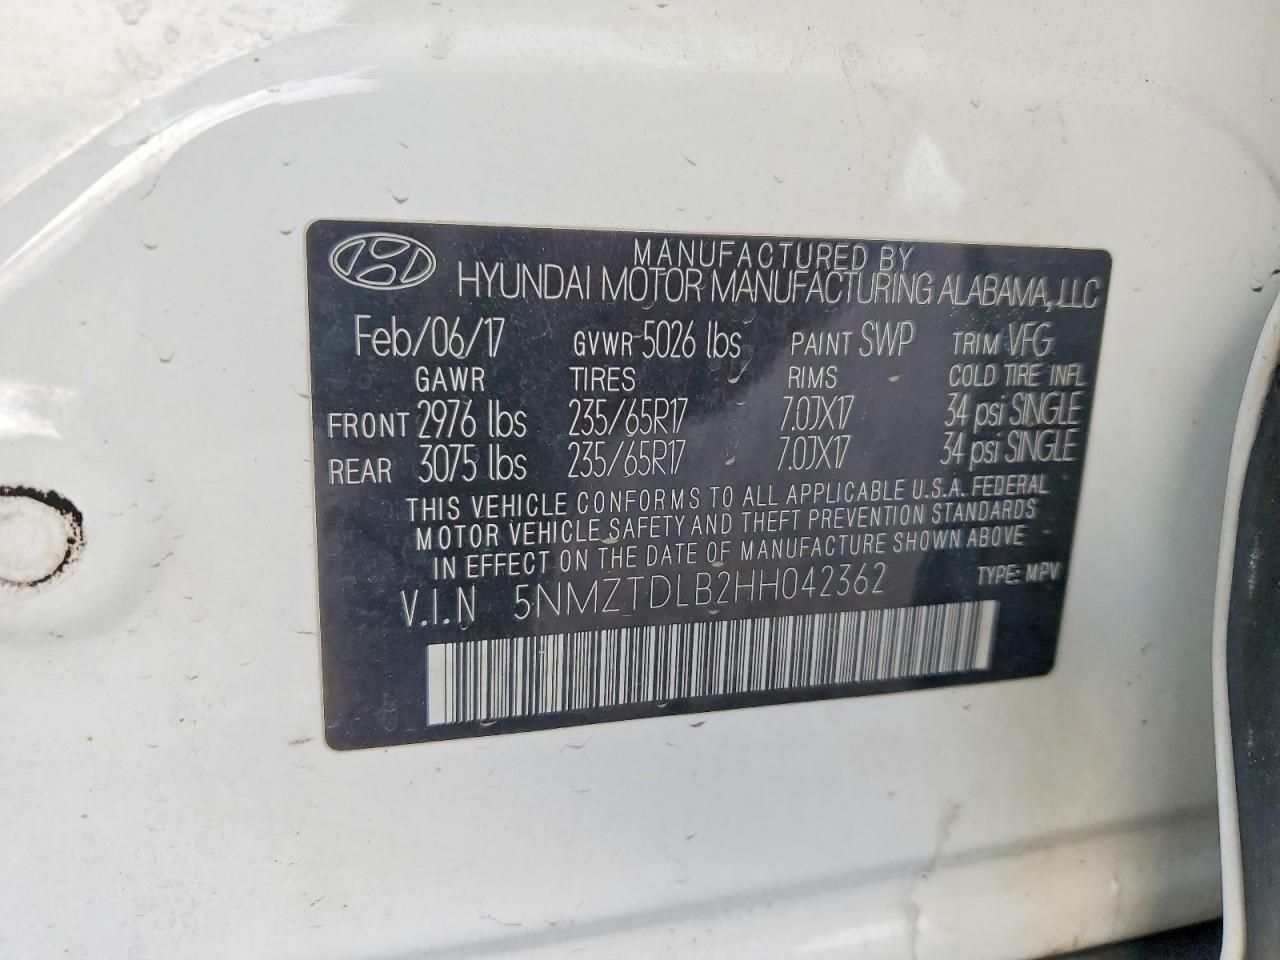 MANUFACTURED BY
HYUNDAI MOTOR MANUFACTURING ALABAMA, LLC
Feb/06/17 GVWR 5026 lbs PAINT SWP TRIM VFG
GAWR TIRES RIMS COLD TIRE INFL
FRONT 2976 lbs 235/65R17 7.0JX17 34 psi SINGLE
REAR 3075 lbs 235/65R17 7.0JX17 34 psi SINGLE
THIS VEHICLE CONFORMS TO ALL APPLICABLE U.S.A. FEDERAL
MOTOR VEHICLE SAFETY AND THEFT PREVENTION STANDARDS
IN EFFECT ON THE DATE OF MANUFACTURE SHOWN ABOVE
V.I.N 5NMZTDLB2HH042362 TYPE: MPV